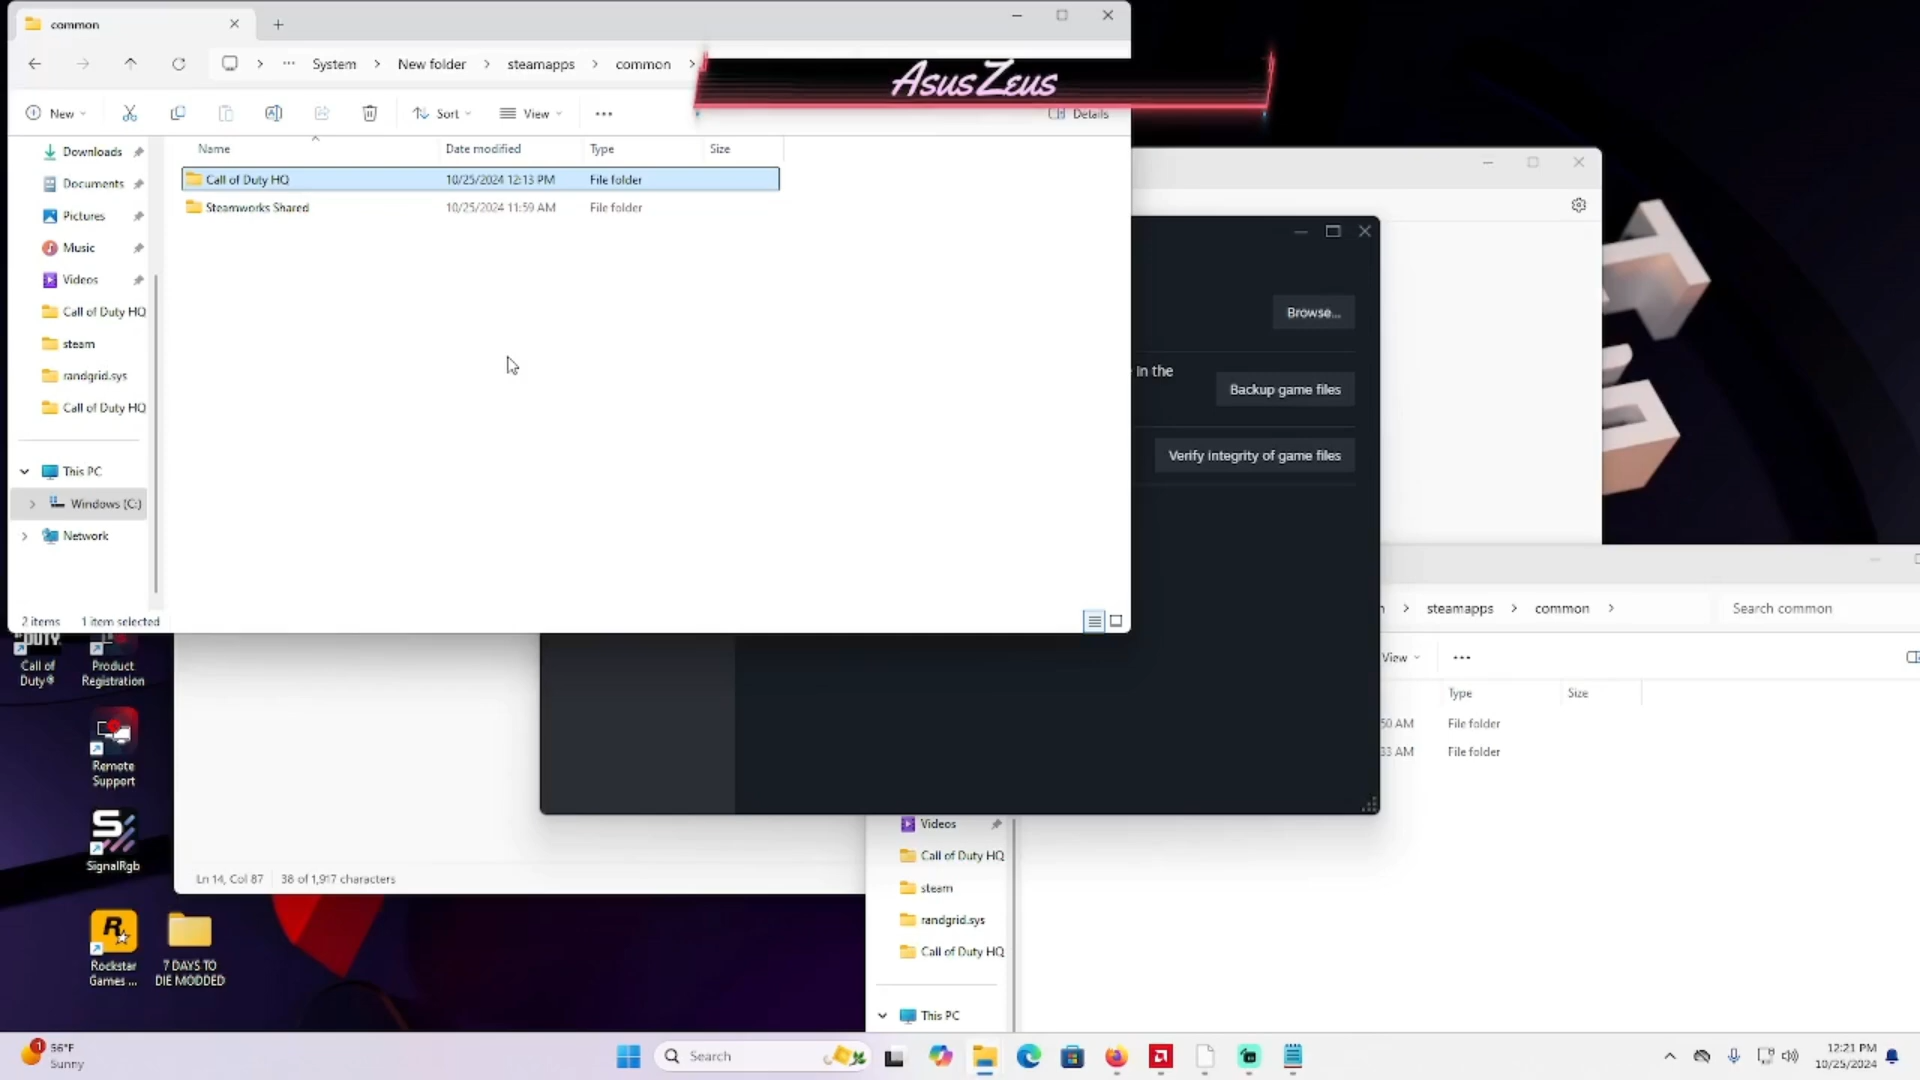 common
System
New folder
steamapps
common
AsusZeus
New
Sort
View
Details
Name
Date modified
Type
Size
Downloads
Documents
Pictures
Music
Videos
Call of Duty HQ
steam
randgrid.sys
Call of Duty HQ
This PC
Windows (C:)
Network
Call of Duty HQ 10/25/2024 12:13 PM File folder
Steamworks Shared 10/25/2024 11:59 AM File folder
2 items 1 item selected
Browse...
in the
Backup game files
Verify integrity of game files
steamapps
common
Search common
View
Type
Size
50 AM File folder
33 AM File folder
Call of
Duty®
Product
Registration
Remote
Support
SignalRgb
Rockstar
Games ...
7 DAYS TO
DIE MODDED
Ln 14, Col 87 38 of 1,917 characters
Videos
Call of Duty HQ
steam
randgrid.sys
Call of Duty HQ
This PC
1
56°F
Sunny
Search
12:21 PM
10/25/2024